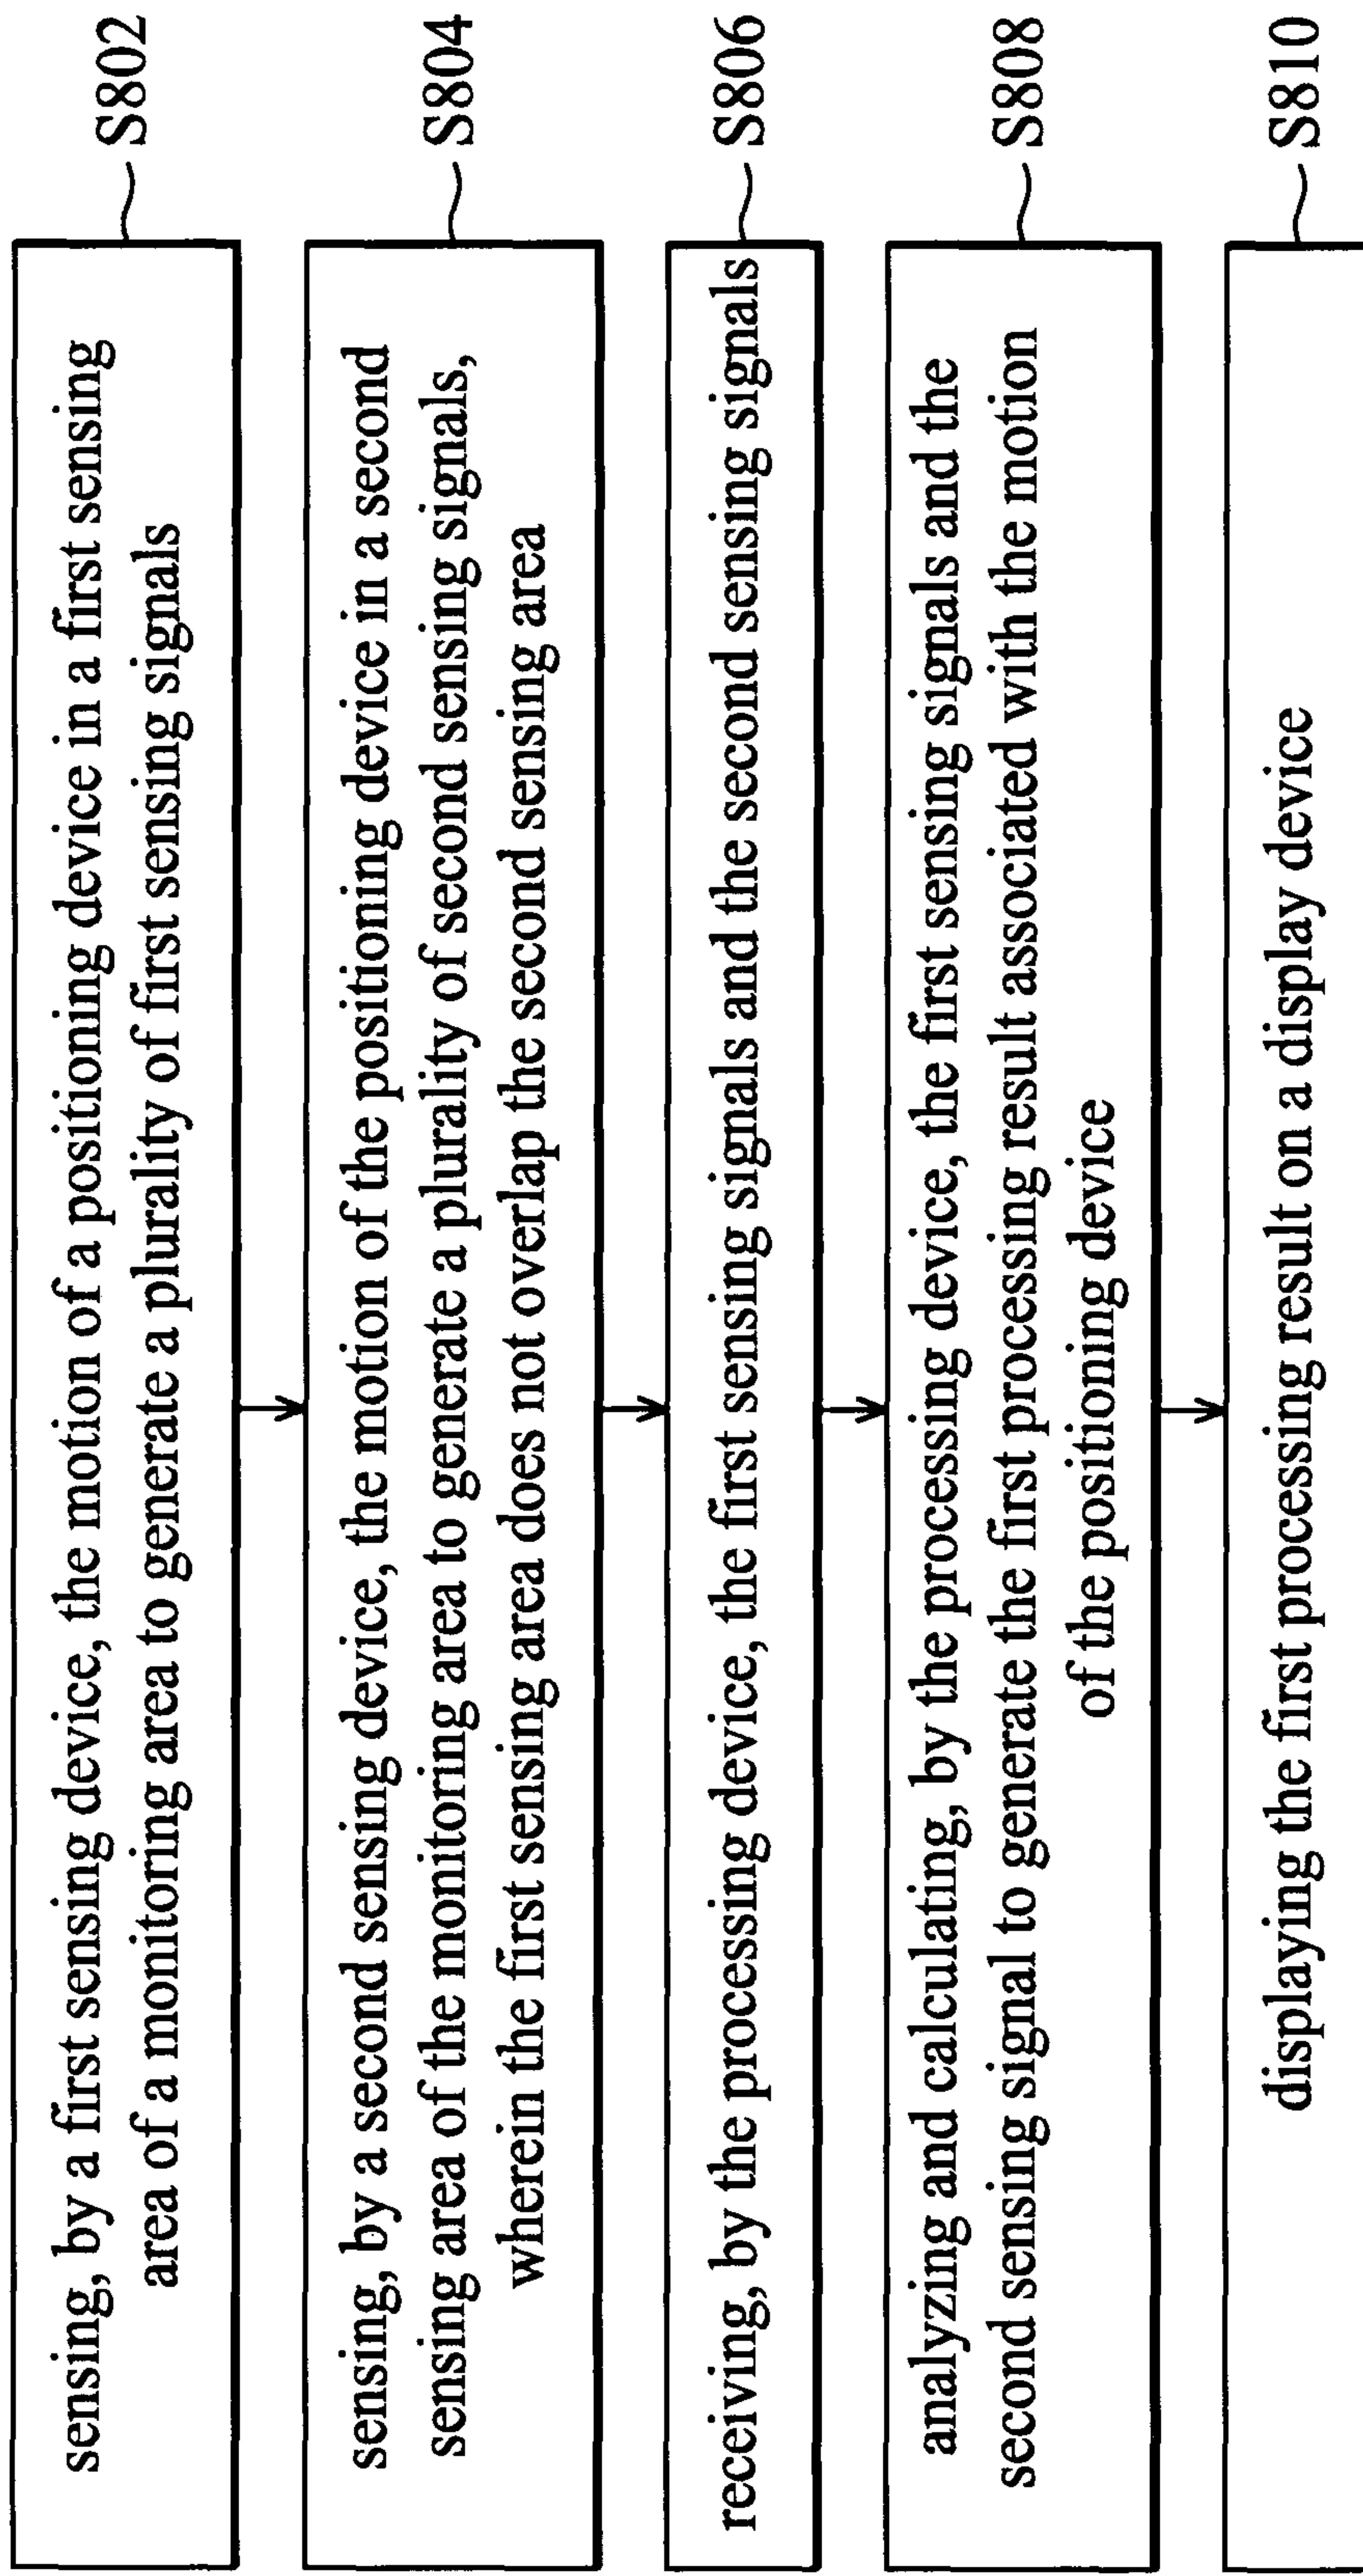 sensing, by a first sensing device, the motion of a positioning device in a first sensing
area of a monitoring area to generate a plurality of first sensing signals
S802
sensing, by a second sensing device, the motion of the positioning device in a second
sensing area of the monitoring area to generate a plurality of second sensing signals,
wherein the first sensing area does not overlap the second sensing area
S804
receiving, by the processing device, the first sensing signals and the second sensing signals
S806
analyzing and calculating, by the processing device, the first sensing signals and the
second sensing signal to generate the first processing result associated with the motion
of the positioning device
S808
displaying the first processing result on a display device
S810